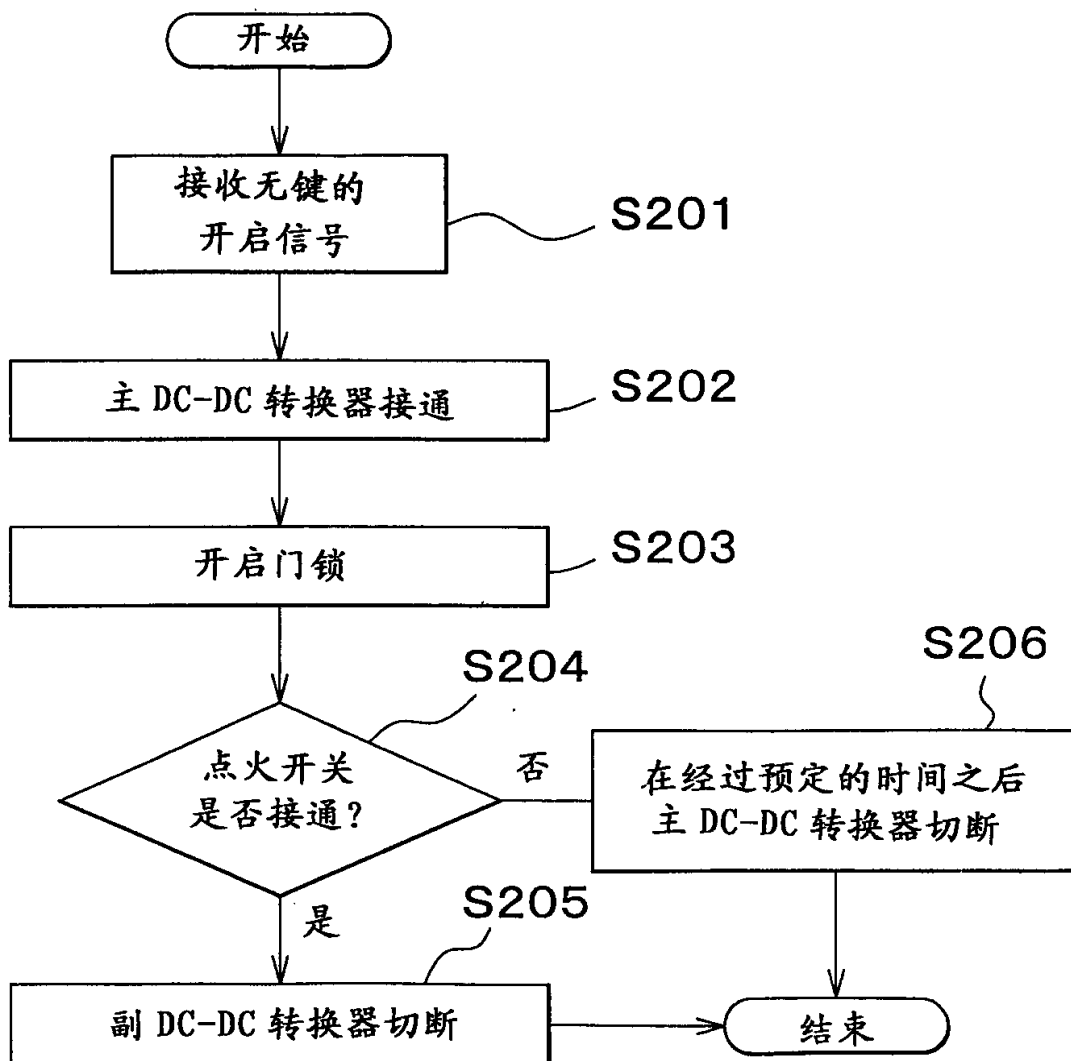 开始
接收无键的
开启信号
S201
主 DC-DC 转换器接通
S202
开启门锁
S203
S204
点火开关
是否接通?
否
S206
在经过预定的时间之后
主 DC-DC 转换器切断
是
S205
副 DC-DC 转换器切断
结束